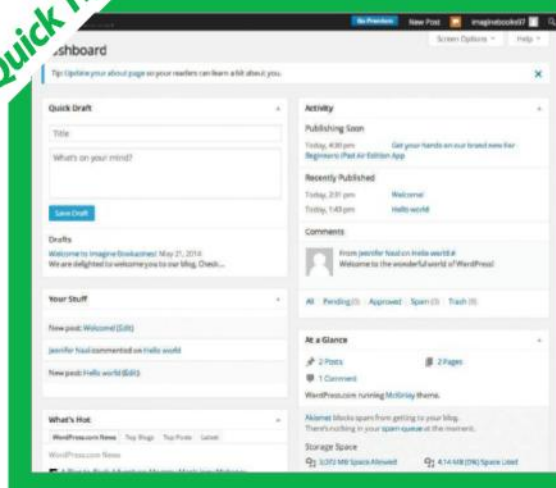 Quick
Go Premium
New Post
imaginebooks97
Screen Options
Help
shboard
Tip: Update your about page so your readers can learn a bit about you.
Quick Draft
Title
What's on your mind?
Save Draft
Drafts
Welcome to Imagine Bookazines! May 21, 2014
We are delighted to welcome you to our blog. Check...
Your Stuff
New post: Welcome! (Edit)
Jennifer Neal commented on Hello world
New post: Hello world (Edit)
What's Hot
WordPress.com News Top Blogs Top Posts Latest
WordPress.com News
Activity
Publishing Soon
Today, 4:30 pm Get your hands on our brand new For
Beginners iPad Air Edition App
Recently Published
Today, 2:31 pm Welcome!
Today, 1:43 pm Hello world
Comments
From Jennifer Neal on Hello world #
Welcome to the wonderful world of WordPress!
All Pending (0) Approved Spam (0) Trash (0)
At a Glance
2 Posts
2 Pages
1 Comment
WordPress.com running McKinley theme.
Akismet blocks spam from getting to your blog.
There's nothing in your spam queue at the moment.
Storage Space
3,072 MB Space Allowed
4.14 MB (0%) Space Used